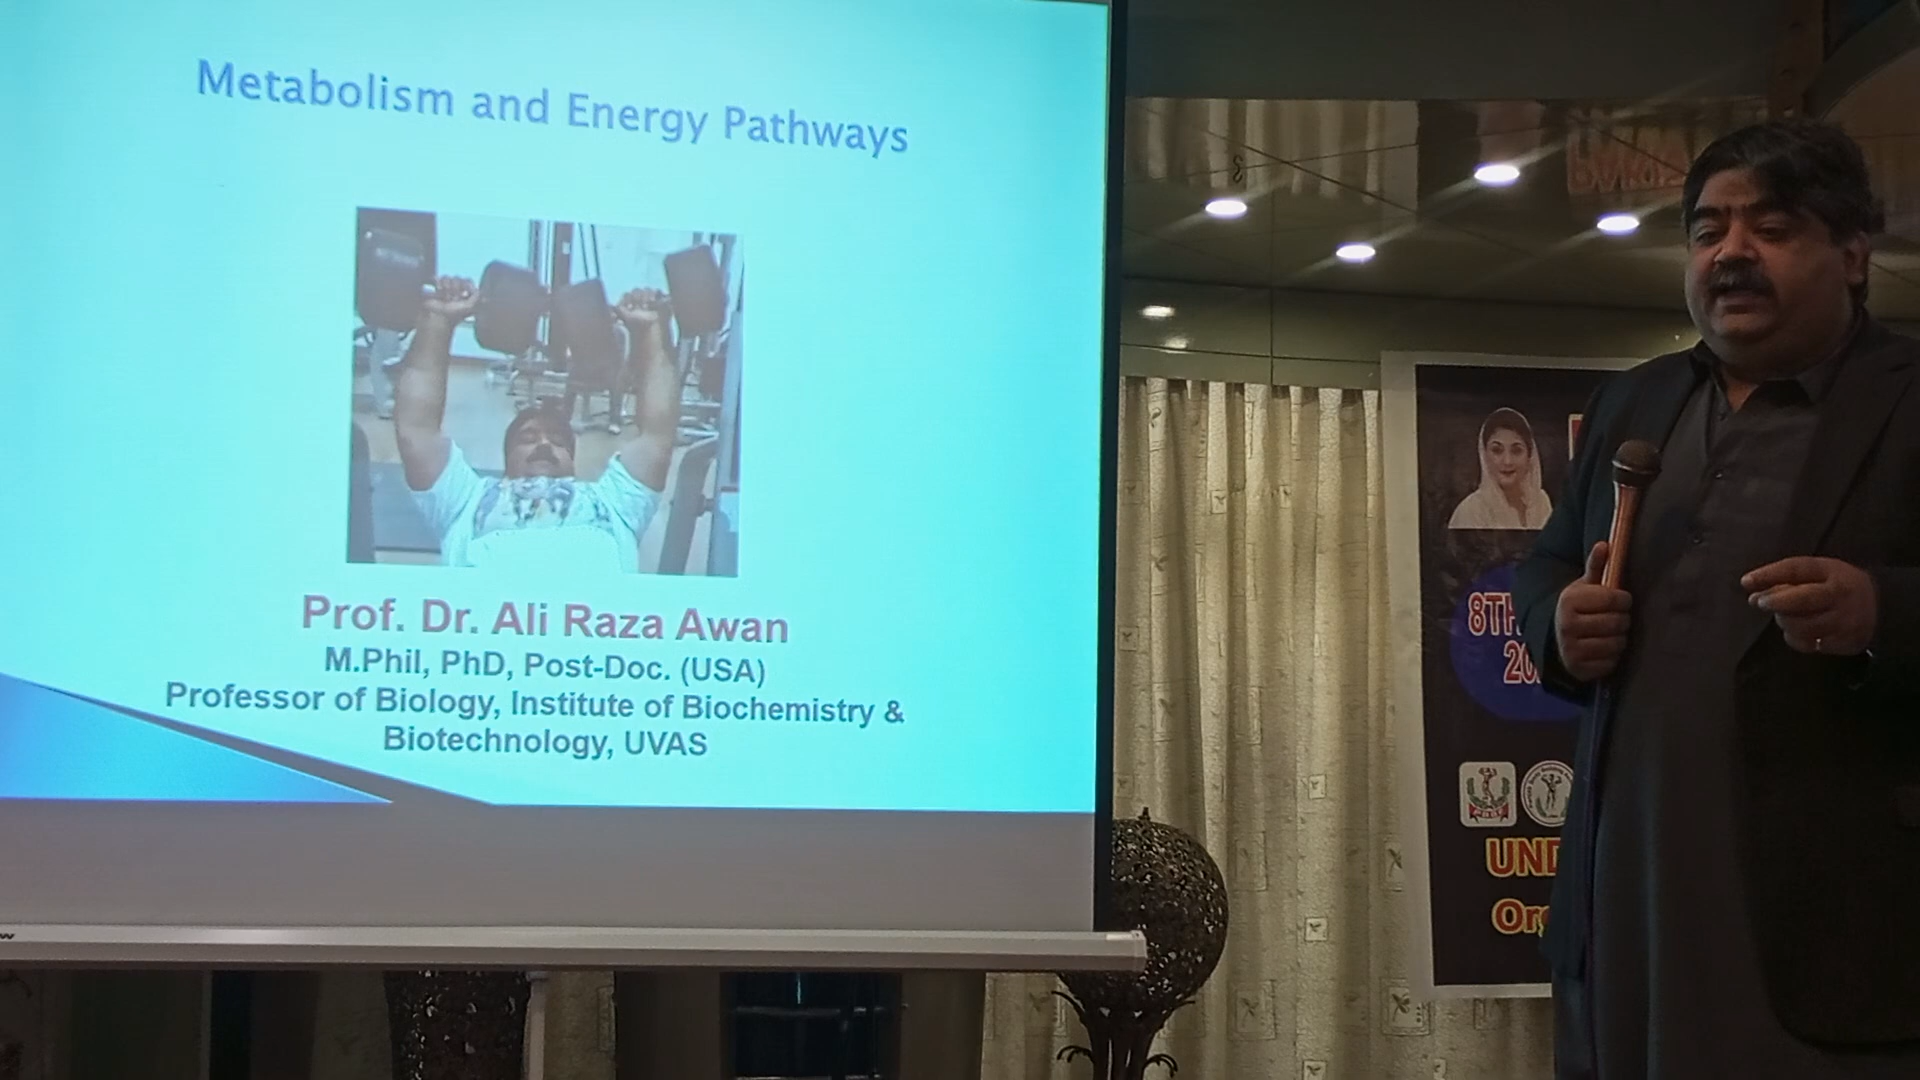 Metabolism and Energy Pathways
Prof. Dr. Ali Raza Awan
M.Phil, PhD, Post-Doc. (USA)
Professor of Biology, Institute of Biochemistry &
Biotechnology, UVAS
8TH